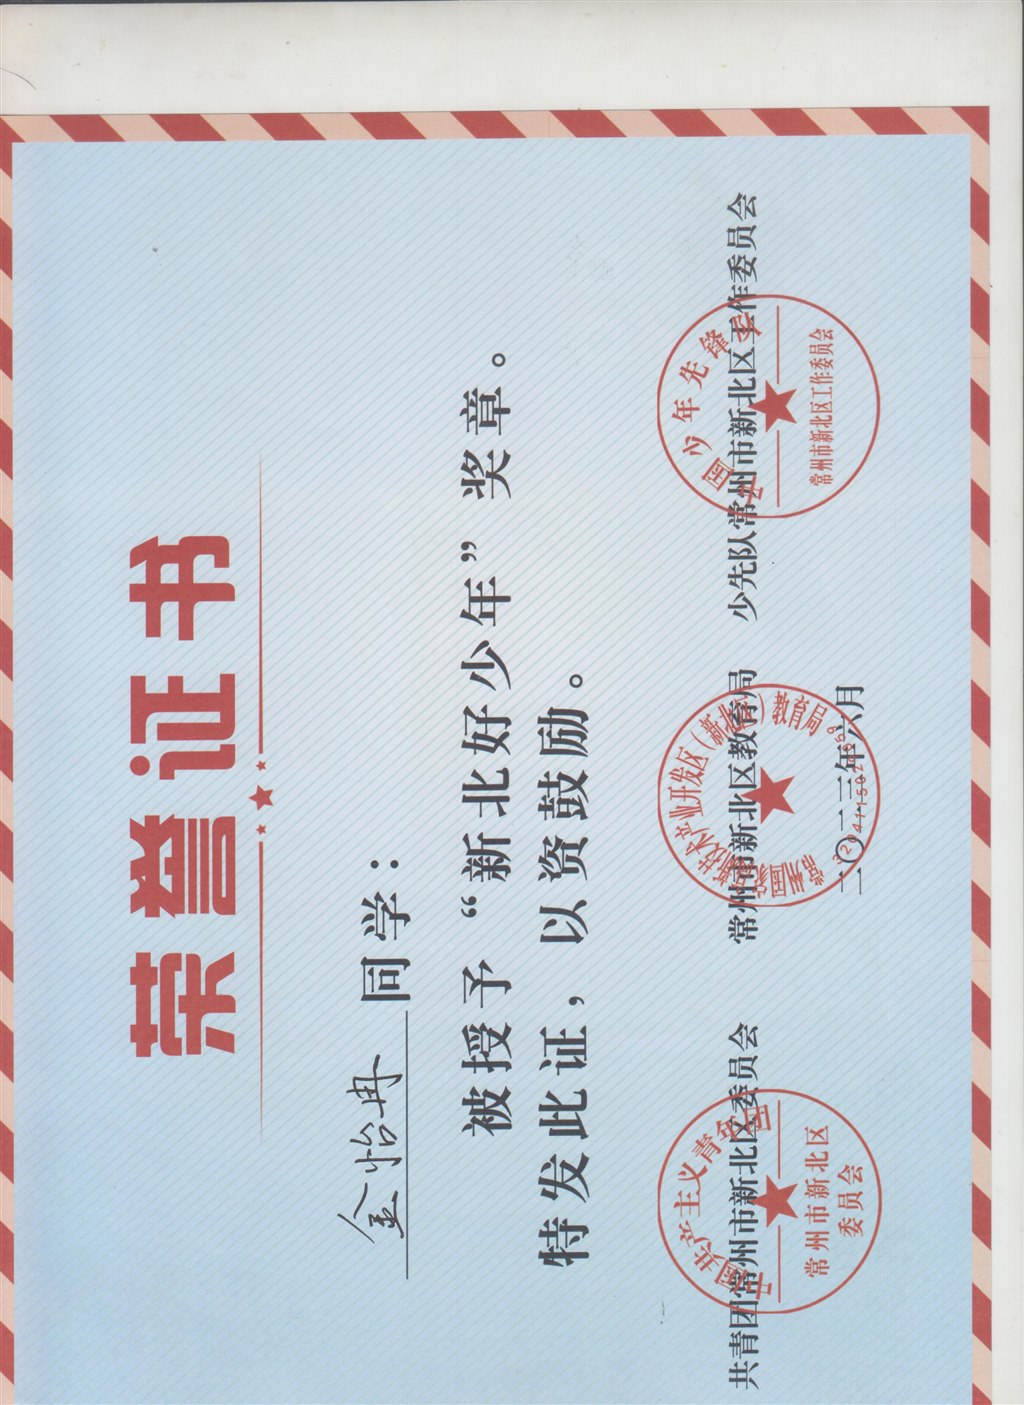 荣誉证书
金怡冉同学：
被授予“新北好少年”奖章。
特发此证，以资鼓励。
共青团常州市新北区委员会 常州市新北区教育局 少先队常州市新北区工作委员会
二〇二三年六月
中国共产主义青年团
常州市新北区
委员会
常州国家高新技术产业开发区（新北区）教育局
中国少年先锋队
常州市新北区工作委员会